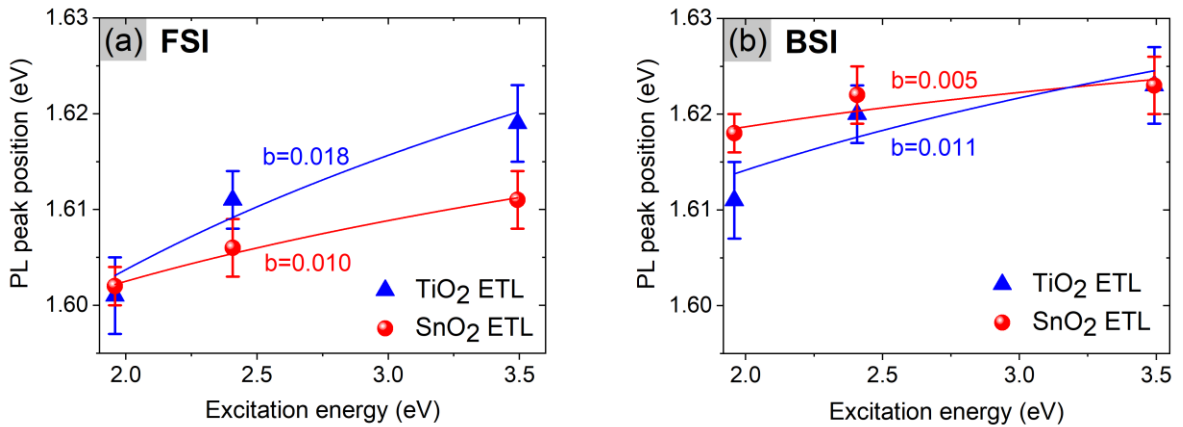 (a) FSI
PL peak position (eV)
1.63
1.62
1.61
1.60
b=0.018
b=0.010
TiO₂ ETL
SnO₂ ETL
2.0 2.5 3.0 3.5
Excitation energy (eV)
(b) BSI
PL peak position (eV)
1.63
1.62
1.61
1.60
b=0.005
b=0.011
TiO₂ ETL
SnO₂ ETL
2.0 2.5 3.0 3.5
Excitation energy (eV)